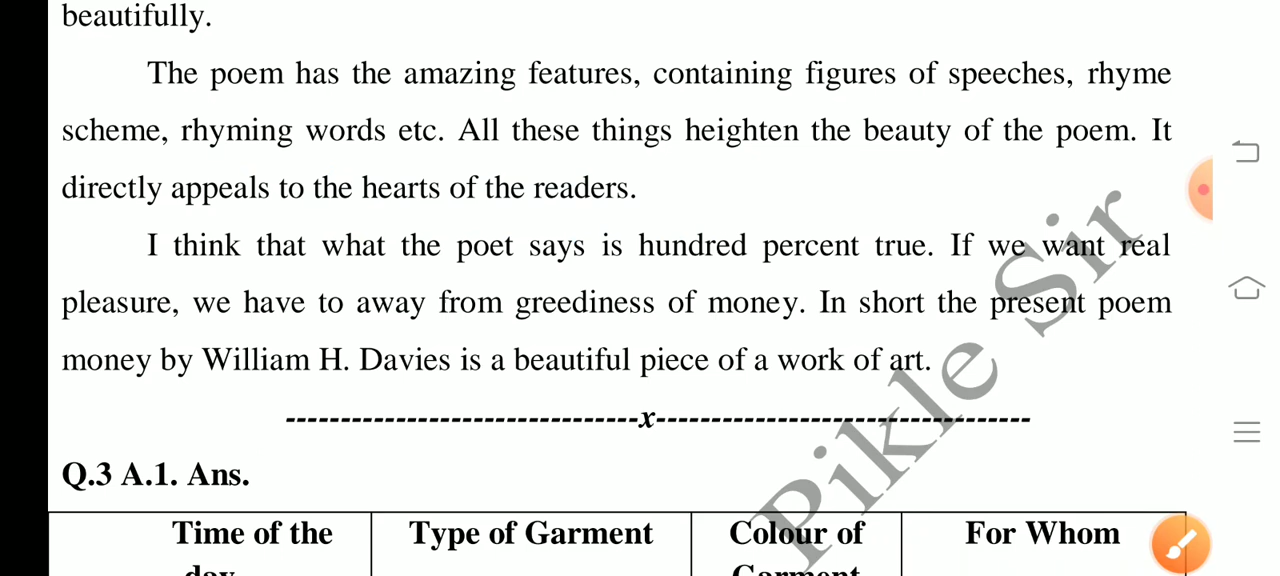 beautifully.
The poem has the amazing features, containing figures of speeches, rhyme
scheme, rhyming words etc. All these things heighten the beauty of the poem. It
directly appeals to the hearts of the readers.
I think that what the poet says is hundred percent true. If we want real
pleasure, we have to away from greediness of money. In short the present poem
money by William H. Davies is a beautiful piece of a work of art.
--------------------------------x----------------------------------
Q.3 A.1. Ans.
Time of the day Type of Garment Colour of Garment For Whom
Pikle Sir